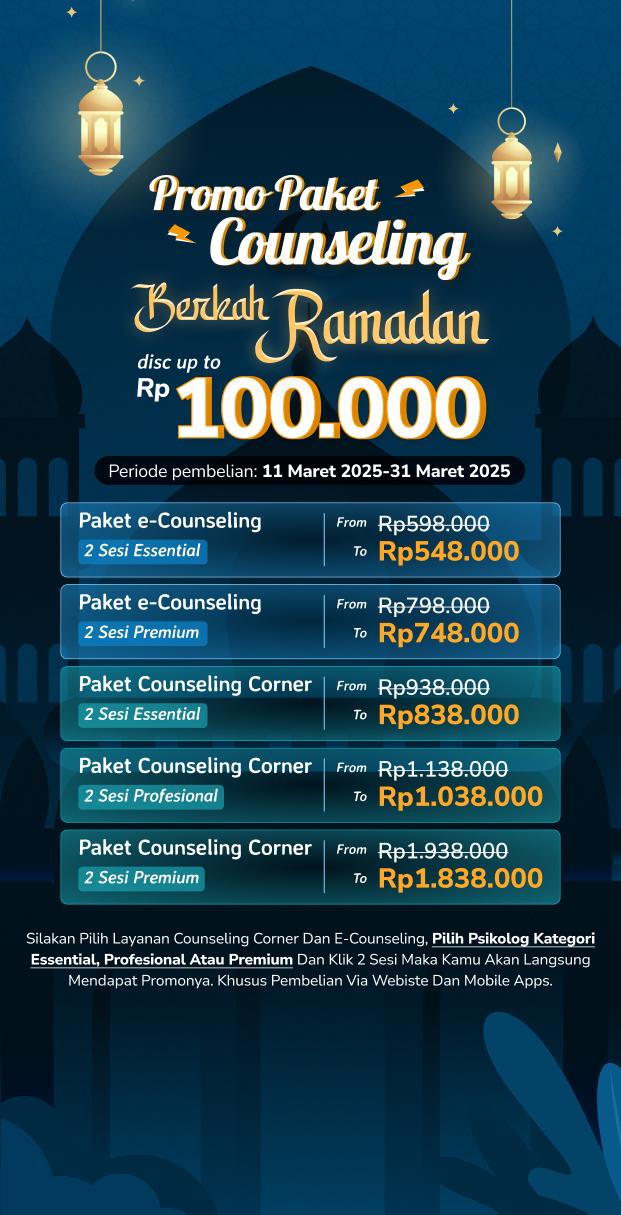 Promo Paket
Counseling
Berkah Ramadan
disc up to
Rp 100.000
Periode pembelian: 11 Maret 2025-31 Maret 2025
Paket e-Counseling From Rp598.000
2 Sesi Essential To Rp548.000
Paket e-Counseling From Rp798.000
2 Sesi Premium To Rp748.000
Paket Counseling Corner From Rp938.000
2 Sesi Essential To Rp838.000
Paket Counseling Corner From Rp1.138.000
2 Sesi Profesional To Rp1.038.000
Paket Counseling Corner From Rp1.938.000
2 Sesi Premium To Rp1.838.000
Silakan Pilih Layanan Counseling Corner Dan E-Counseling, Pilih Psikolog Kategori
Essential, Profesional Atau Premium Dan Klik 2 Sesi Maka Kamu Akan Langsung
Mendapat Promonya. Khusus Pembelian Via Webiste Dan Mobile Apps.